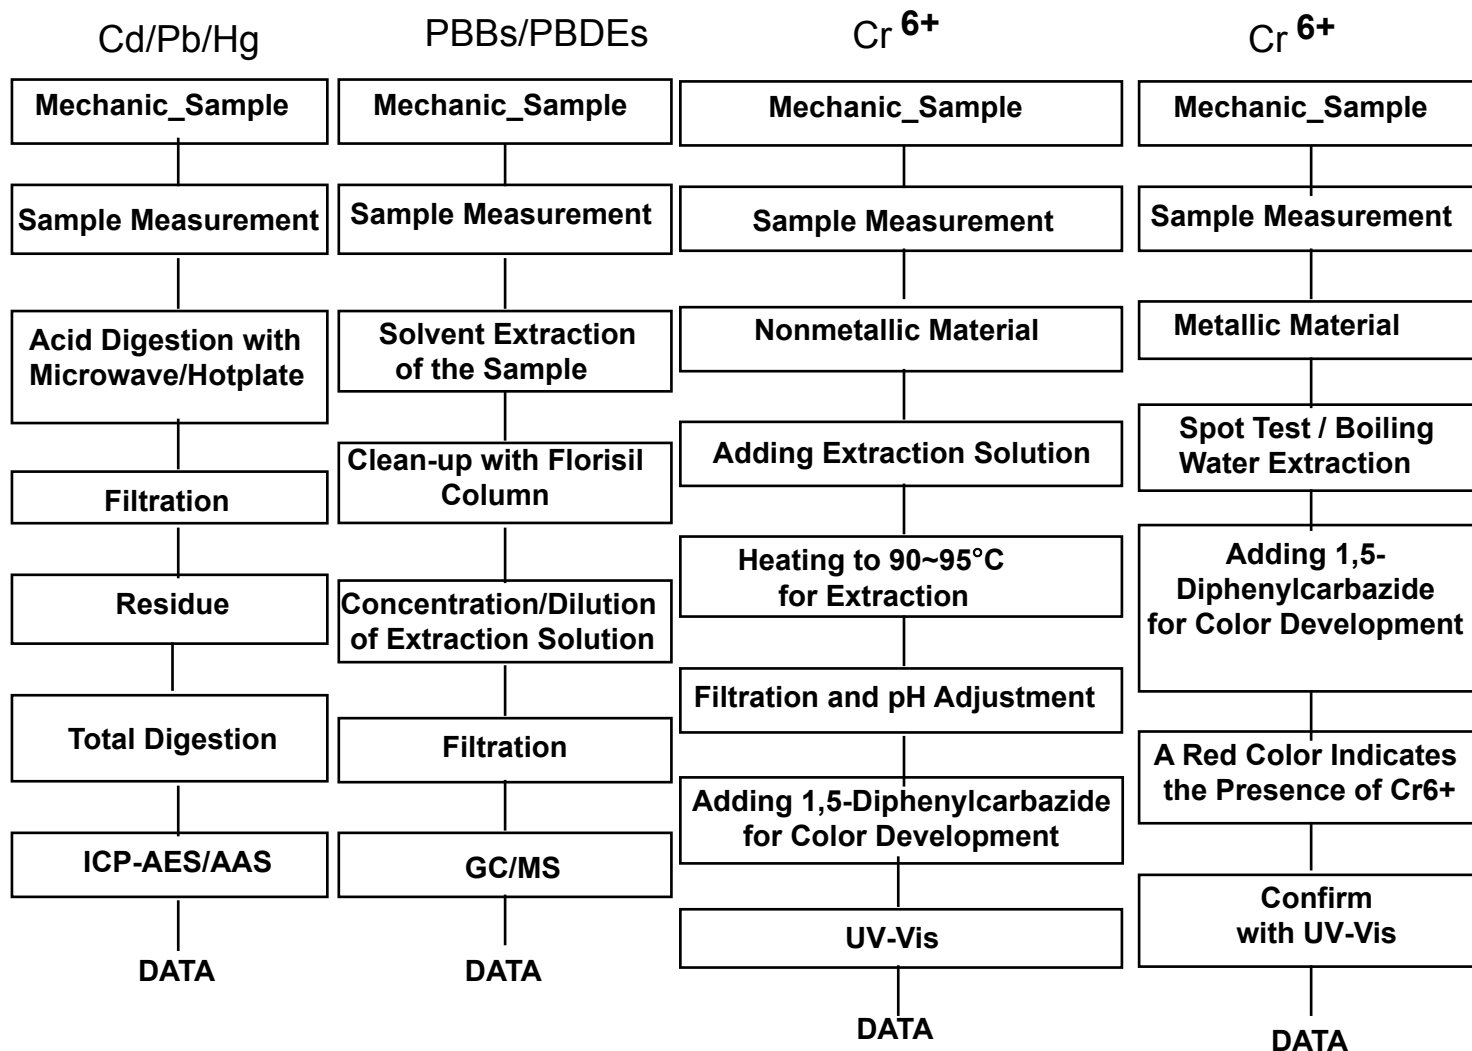 Cd/Pb/Hg
Mechanic_Sample
Sample Measurement
Acid Digestion with
Microwave/Hotplate
Filtration
Residue
Total Digestion
ICP-AES/AAS
DATA
PBBs/PBDEs
Mechanic_Sample
Sample Measurement
Solvent Extraction
of the Sample
Clean-up with Florisil
Column
Concentration/Dilution
of Extraction Solution
Filtration
GC/MS
DATA
Cr 6+
Mechanic_Sample
Sample Measurement
Nonmetallic Material
Adding Extraction Solution
Heating to 90~95°C
for Extraction
Filtration and pH Adjustment
Adding 1,5-Diphenylcarbazide
for Color Development
UV-Vis
DATA
Cr 6+
Mechanic_Sample
Sample Measurement
Metallic Material
Spot Test / Boiling
Water Extraction
Adding 1,5-
Diphenylcarbazide
for Color Development
A Red Color Indicates
the Presence of Cr6+
Confirm
with UV-Vis
DATA